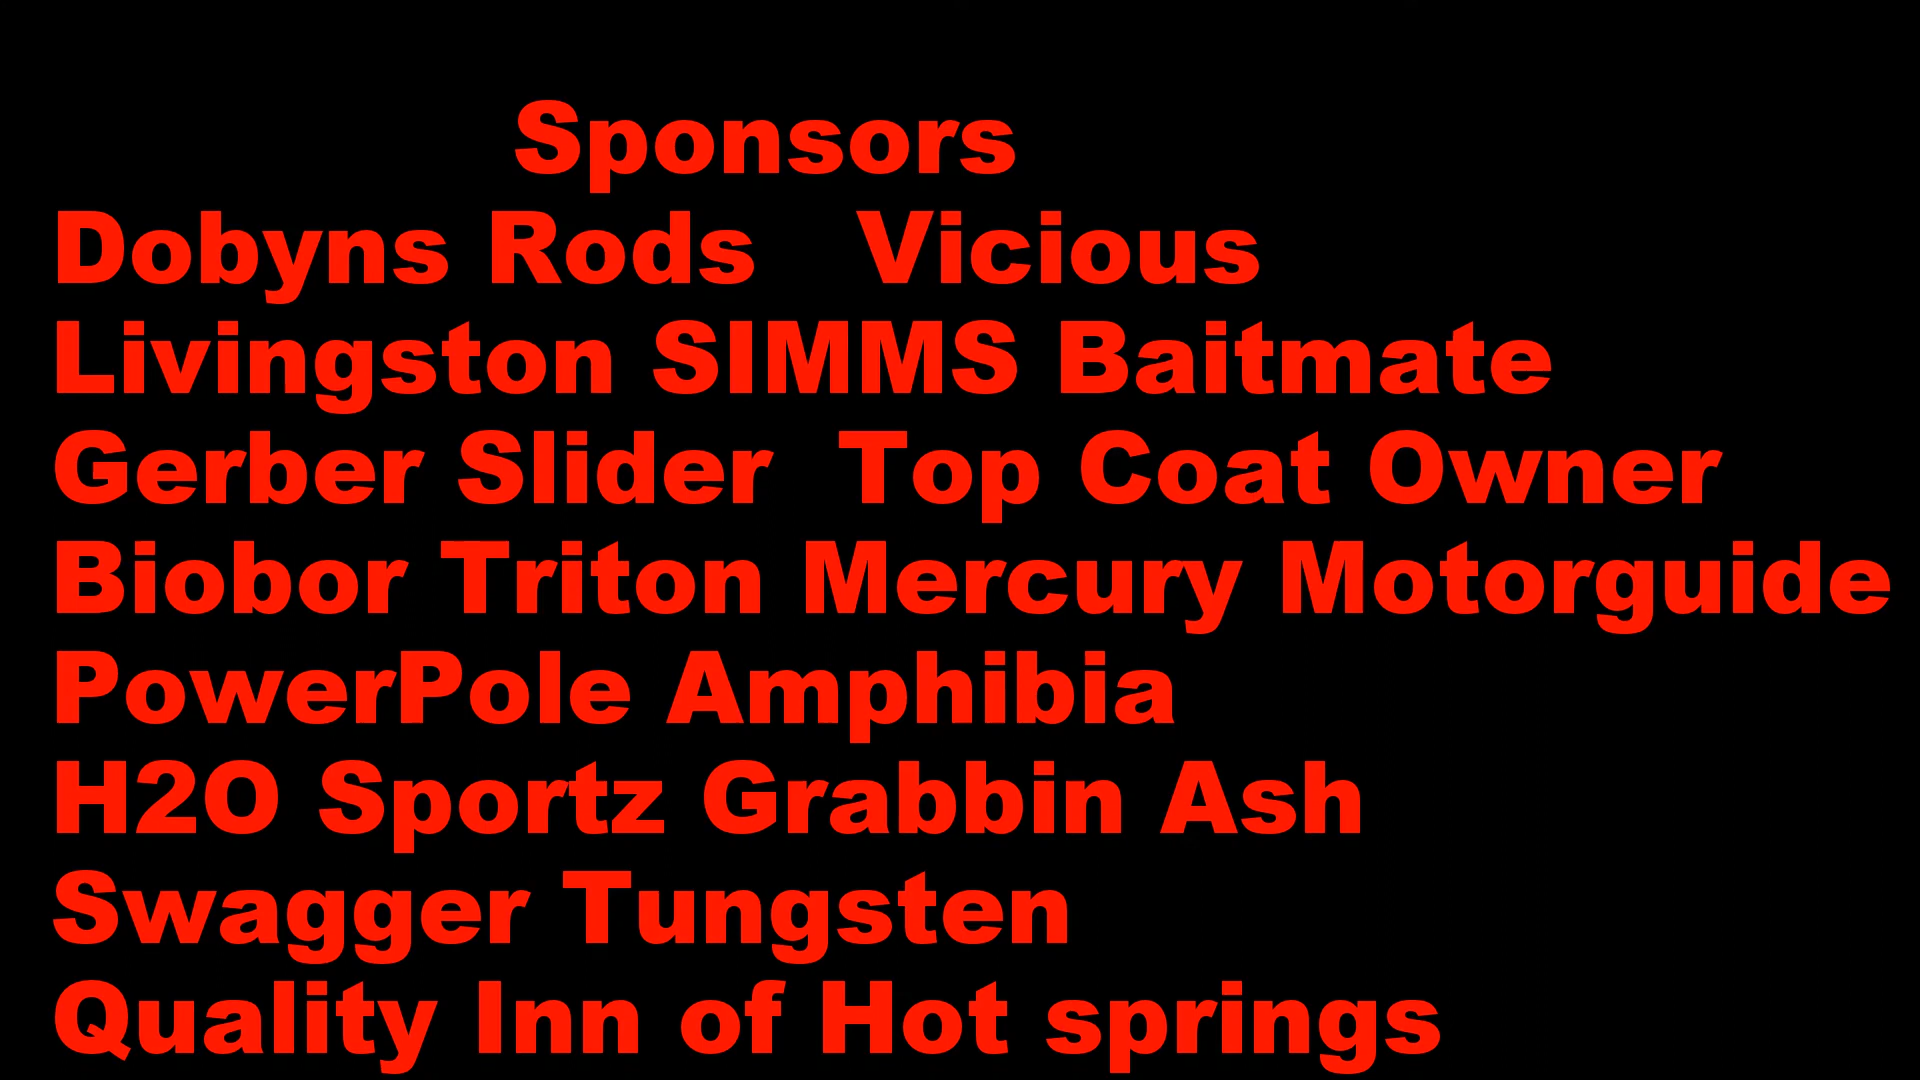 Sponsors
Dobyns Rods Vicious
Livingston SIMMS Baitmate
Gerber Slider Top Coat Owner
Biobor Triton Mercury Motorguide
PowerPole Amphibia
H2O Sportz Grabbin Ash
Swagger Tungsten
Quality Inn of Hot springs